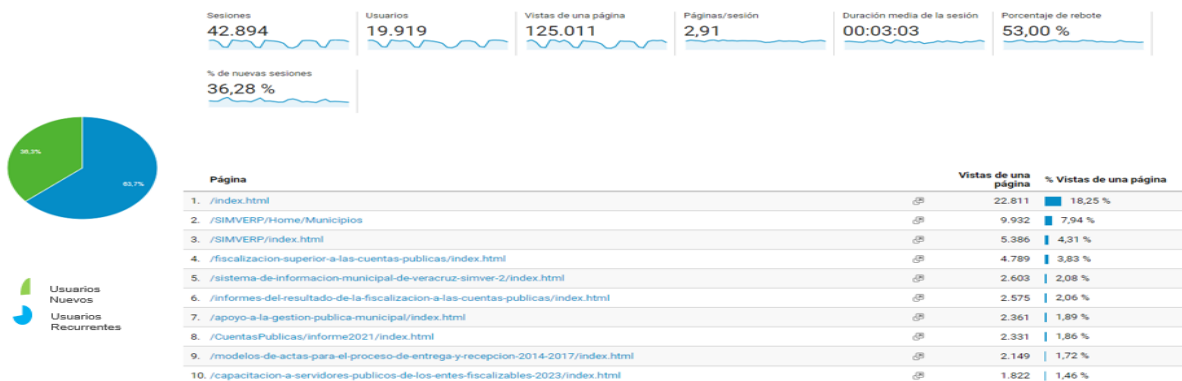 Sesiones
42.894
Usuarios
19.919
Vistas de una página
125.011
Páginas/sesión
2,91
Duración media de la sesión
00:03:03
Porcentaje de rebote
53,00 %
% de nuevas sesiones
36,28 %
36,3%
63,7%
Usuarios
Nuevos
Usuarios
Recurrentes
Página Vistas de una página % Vistas de una página
1. /index.html 22.811 18,25 %
2. /SIMVERP/Home/Municipios 9.932 7,94 %
3. /SIMVERP/index.html 5.386 4,31 %
4. /fiscalizacion-superior-a-las-cuentas-publicas/index.html 4.789 3,83 %
5. /sistema-de-informacion-municipal-de-veracruz-simver-2/index.html 2.603 2,08 %
6. /informes-del-resultado-de-la-fiscalizacion-a-las-cuentas-publicas/index.html 2.575 2,06 %
7. /apoyo-a-la-gestion-publica-municipal/index.html 2.361 1,89 %
8. /CuentasPublicas/informe2021/index.html 2.331 1,86 %
9. /modelos-de-actas-para-el-proceso-de-entrega-y-recepcion-2014-2017/index.html 2.149 1,72 %
10. /capacitacion-a-servidores-publicos-de-los-entes-fiscalizables-2023/index.html 1.822 1,46 %